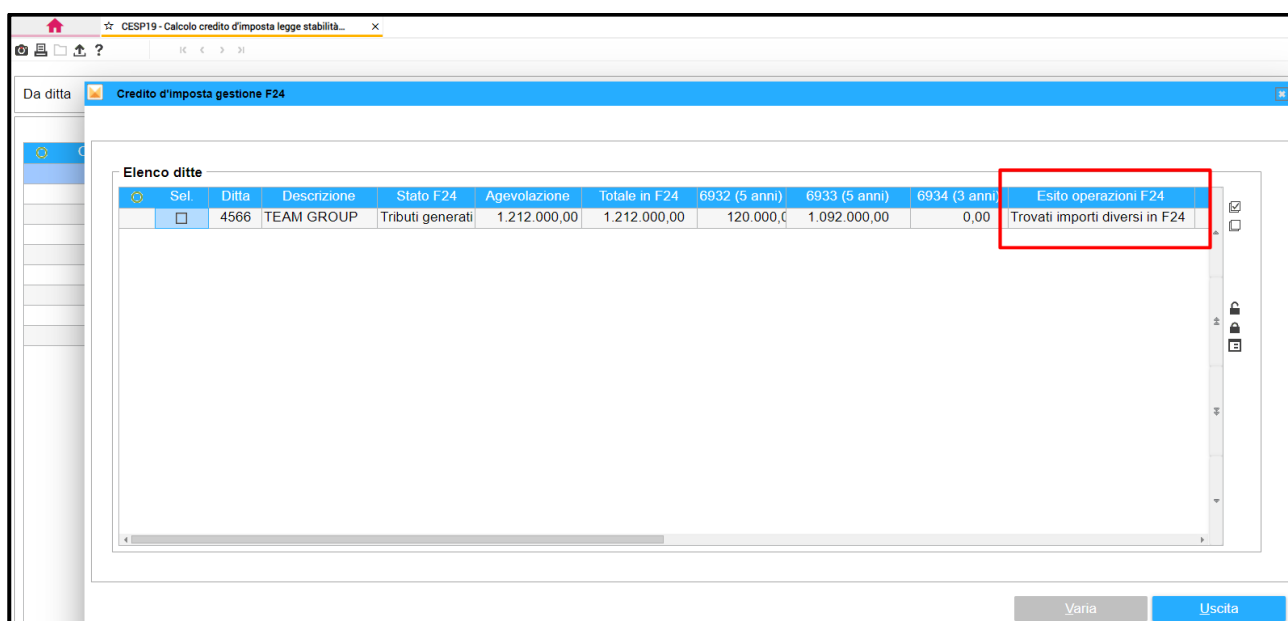 CESP19 - Calcolo credito d'imposta legge stabilità...
?
Da ditta
Credito d'imposta gestione F24
Elenco ditte
Sel. Ditta Descrizione Stato F24 Agevolazione Totale in F24 6932 (5 anni) 6933 (5 anni) 6934 (3 anni) Esito operazioni F24
4566 TEAM GROUP Tributi generati 1.212.000,00 1.212.000,00 120.000,0 1.092.000,00 0,00 Trovati importi diversi in F24
Varia Uscita